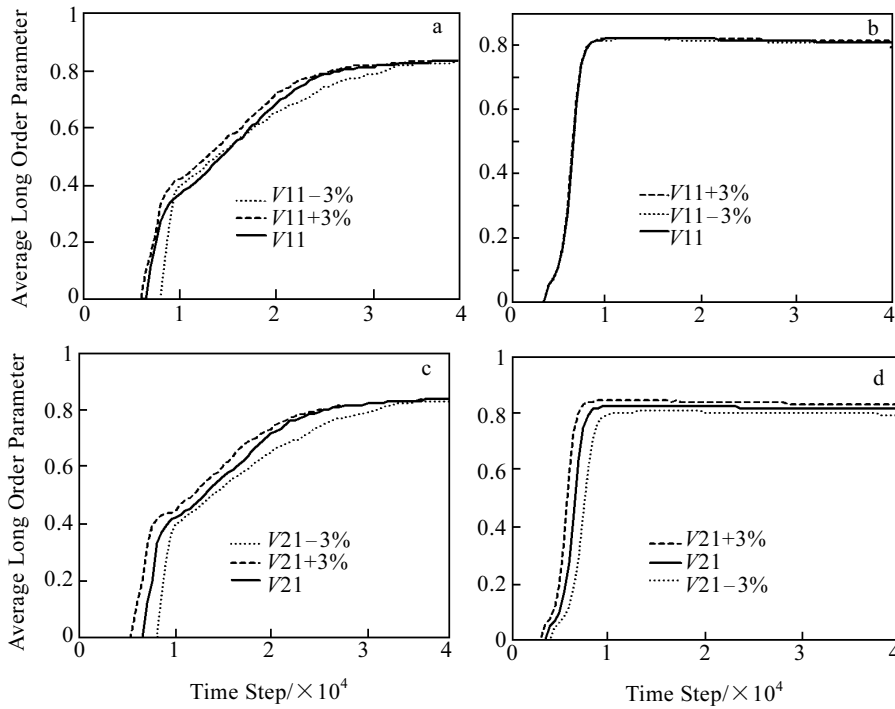 Average Long Order Parameter
1
0.8
0.6
0.4
0.2
0
a
V11−3%
V11+3%
V11
0 1 2 3 4
0.8
0.6
0.4
0.2
0
b
V11+3%
V11−3%
V11
0 1 2 3 4
Average Long Order Parameter
1
0.8
0.6
0.4
0.2
0
c
V21−3%
V21+3%
V21
0 1 2 3 4
Time Step/×10⁴
1
0.8
0.6
0.4
0.2
0
d
V21+3%
V21
V21−3%
0 1 2 3 4
Time Step/×10⁴